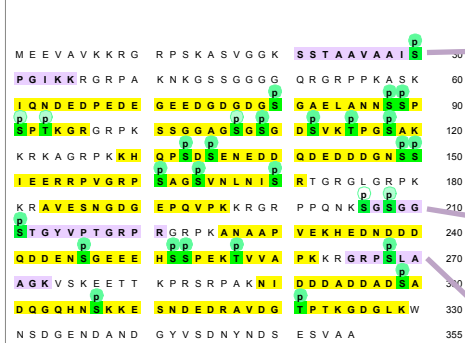 p
M E E V A V K K R G R P S K A S V G G K S S T A A V A A I S 30
P G I K K R G R P A K N K G S G G G G G Q R G R P P K A S K 60
p p p
I Q N D E D P E D E G E E D G D G D G S G A E L A N N S S P 90
p p p p p p p
S P T K G R G R P K S S G G A G S G S G D S V K T P G S A K 120
p p p p
K R K A G R P K K H Q P S D S E N E D D Q D E D D D G N S S 150
p p p
I E E R R P V G R P S A G S V N L N I S R T G R G L G R P K 180
p p
K R A V E S N G D G E P Q V P K K R G R P P Q N K S G S G G 210
p
S T G Y V P T G R P R G R P K A N A A P V E K H E D N D D D 240
p p p p
Q D D E N S G E E E H S S P E K T V V A P K K R G R P S L A 270
p
A G K V S K E E T T K P R S R P A K N I D D D A D D A D S A 300
p p
D Q G Q H N S K K E S N D E D R A V D G T P T K G D G L K W 330
N S D G E N D A N D G Y V S D N Y N D S E S V A A 355